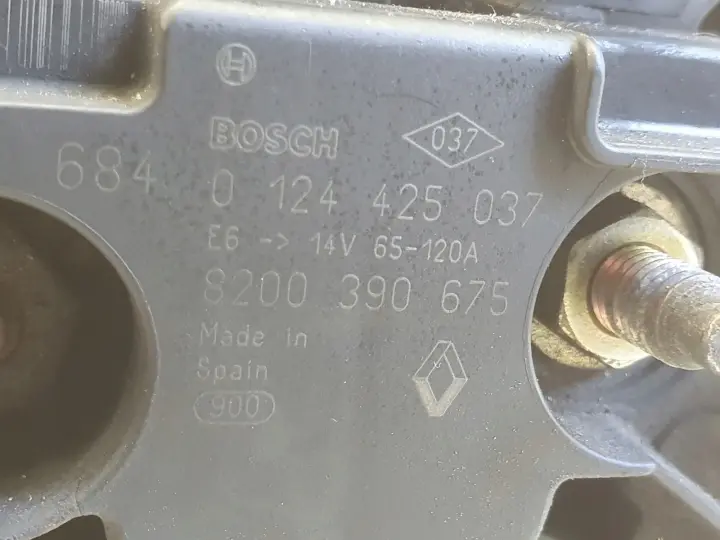 BOSCH
037
684 0 124 425 037
E6 -> 14V 65-120A
8200 390 675
Made in
Spain
900